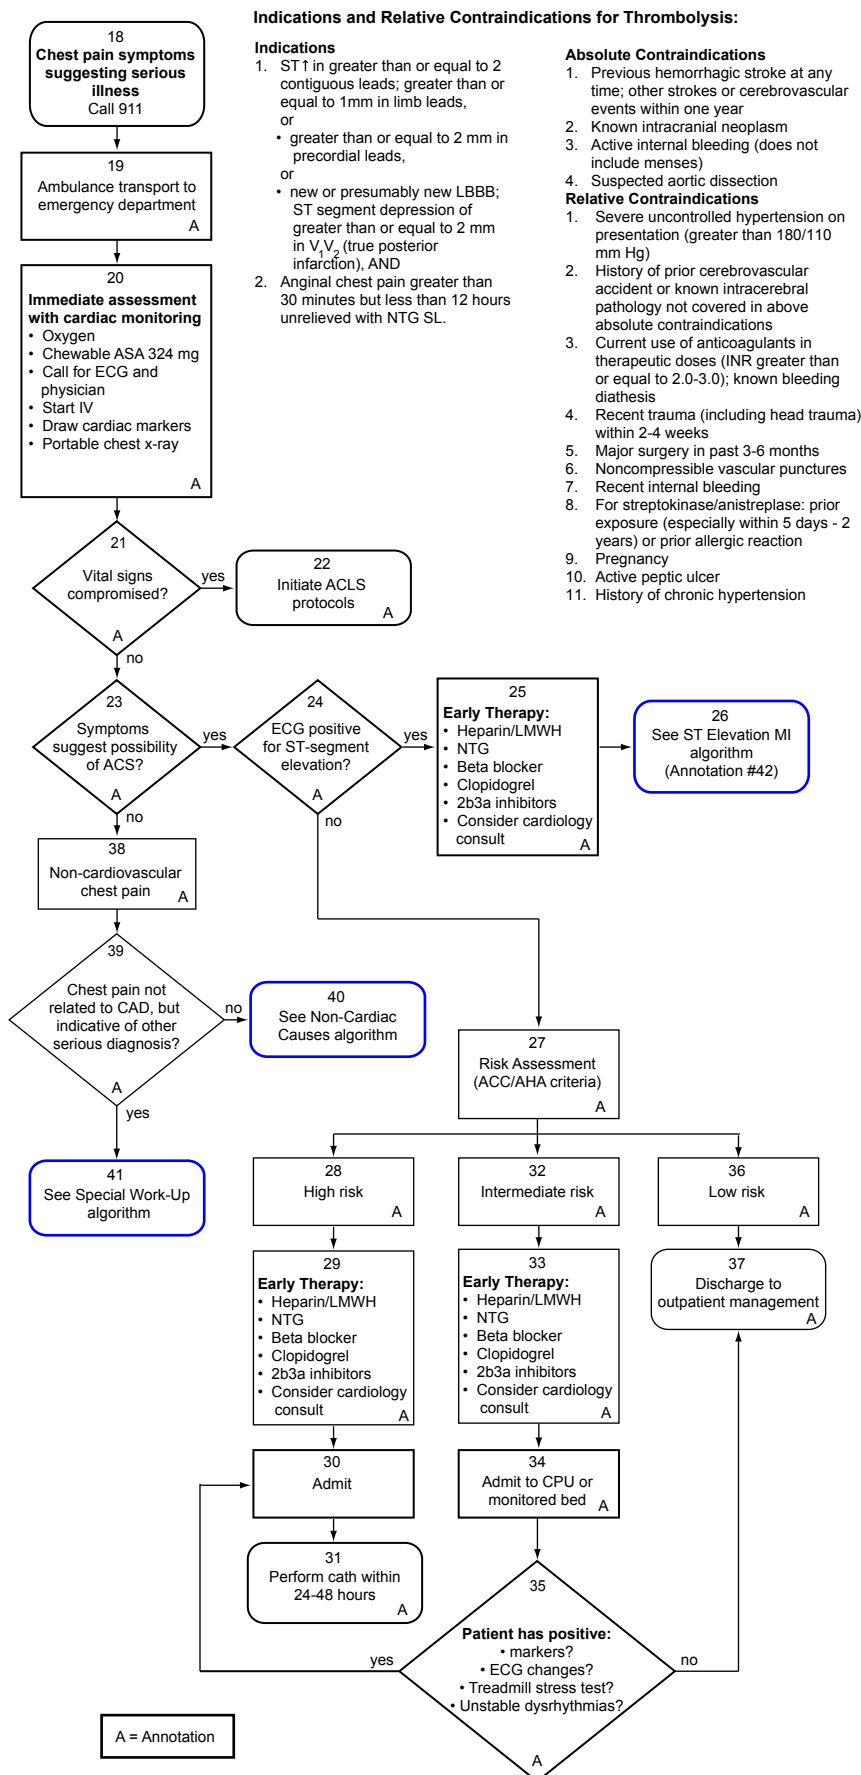 Indications and Relative Contraindications for Thrombolysis:
Indications
1. ST↑ in greater than or equal to 2
contiguous leads; greater than or
equal to 1mm in limb leads,
or
• greater than or equal to 2 mm in
precordial leads,
or
• new or presumably new LBBB;
ST segment depression of
greater than or equal to 2 mm
in V1V2 (true posterior
infarction), AND
2. Anginal chest pain greater than
30 minutes but less than 12 hours
unrelieved with NTG SL.
Absolute Contraindications
1. Previous hemorrhagic stroke at any
time; other strokes or cerebrovascular
events within one year
2. Known intracranial neoplasm
3. Active internal bleeding (does not
include menses)
4. Suspected aortic dissection
Relative Contraindications
1. Severe uncontrolled hypertension on
presentation (greater than 180/110
mm Hg)
2. History of prior cerebrovascular
accident or known intracerebral
pathology not covered in above
absolute contraindications
3. Current use of anticoagulants in
therapeutic doses (INR greater than
or equal to 2.0-3.0); known bleeding
diathesis
4. Recent trauma (including head trauma)
within 2-4 weeks
5. Major surgery in past 3-6 months
6. Noncompressible vascular punctures
7. Recent internal bleeding
8. For streptokinase/anistreplase: prior
exposure (especially within 5 days - 2
years) or prior allergic reaction
9. Pregnancy
10. Active peptic ulcer
11. History of chronic hypertension
18
Chest pain symptoms
suggesting serious
illness
Call 911
19
Ambulance transport to
emergency department
A
20
Immediate assessment
with cardiac monitoring
• Oxygen
• Chewable ASA 324 mg
• Call for ECG and
physician
• Start IV
• Draw cardiac markers
• Portable chest x-ray
A
21
Vital signs
compromised?
A
yes
22
Initiate ACLS
protocols
A
no
23
Symptoms
suggest possibility
of ACS?
A
yes
24
ECG positive
for ST-segment
elevation?
A
yes
25
Early Therapy:
• Heparin/LMWH
• NTG
• Beta blocker
• Clopidogrel
• 2b3a inhibitors
• Consider cardiology
consult
A
26
See ST Elevation MI
algorithm
(Annotation #42)
no
no
38
Non-cardiovascular
chest pain
A
39
Chest pain not
related to CAD, but
indicative of other
serious diagnosis?
A
no
40
See Non-Cardiac
Causes algorithm
yes
41
See Special Work-Up
algorithm
27
Risk Assessment
(ACC/AHA criteria)
A
28
High risk
A
32
Intermediate risk
A
36
Low risk
A
29
Early Therapy:
• Heparin/LMWH
• NTG
• Beta blocker
• Clopidogrel
• 2b3a inhibitors
• Consider cardiology
consult
A
33
Early Therapy:
• Heparin/LMWH
• NTG
• Beta blocker
• Clopidogrel
• 2b3a inhibitors
• Consider cardiology
consult
A
37
Discharge to
outpatient management
A
30
Admit
34
Admit to CPU or
monitored bed
A
31
Perform cath within
24-48 hours
A
35
Patient has positive:
• markers?
• ECG changes?
• Treadmill stress test?
• Unstable dysrhythmias?
A
yes
no
A = Annotation